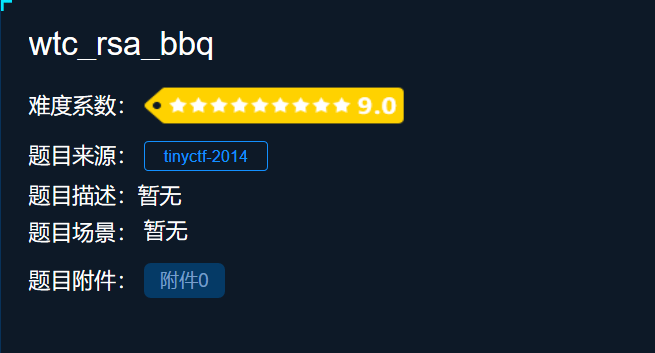 wtc_rsa_bbq
难度系数： 9.0
题目来源： tinyctf-2014
题目描述：暂无
题目场景： 暂无
题目附件： 附件0